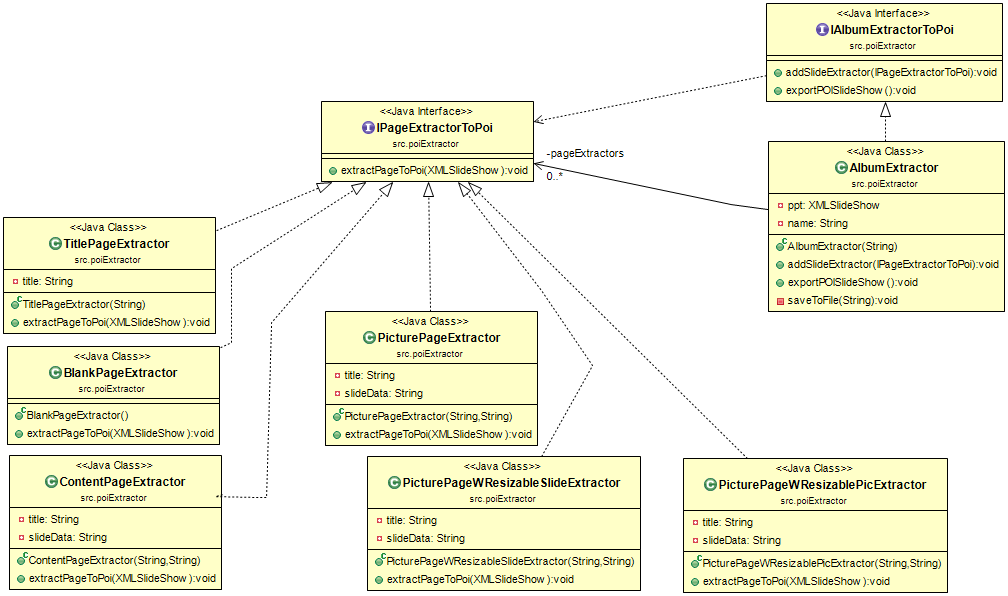 <<Java Interface>>
IAlbumExtractorToPoi
src.poiExtractor
addSlideExtractor(IPageExtractorToPoi):void
exportPOISlideShow ():void
<<Java Interface>>
IPageExtractorToPoi
src.poiExtractor
extractPageToPoi(XMLSlideShow ):void
-pageExtractors
0..*
<<Java Class>>
AlbumExtractor
src.poiExtractor
ppt: XMLSlideShow
name: String
AlbumExtractor(String)
addSlideExtractor(IPageExtractorToPoi):void
exportPOISlideShow ():void
saveToFile(String):void
<<Java Class>>
TitlePageExtractor
src.poiExtractor
title: String
TitlePageExtractor(String)
extractPageToPoi(XMLSlideShow ):void
<<Java Class>>
BlankPageExtractor
src.poiExtractor
BlankPageExtractor()
extractPageToPoi(XMLSlideShow ):void
<<Java Class>>
ContentPageExtractor
src.poiExtractor
title: String
slideData: String
ContentPageExtractor(String,String)
extractPageToPoi(XMLSlideShow ):void
<<Java Class>>
PicturePageExtractor
src.poiExtractor
title: String
slideData: String
PicturePageExtractor(String,String)
extractPageToPoi(XMLSlideShow ):void
<<Java Class>>
PicturePageWResizableSlideExtractor
src.poiExtractor
title: String
slideData: String
PicturePageWResizableSlideExtractor(String,String)
extractPageToPoi(XMLSlideShow ):void
<<Java Class>>
PicturePageWResizablePicExtractor
src.poiExtractor
title: String
slideData: String
PicturePageWResizablePicExtractor(String,String)
extractPageToPoi(XMLSlideShow ):void